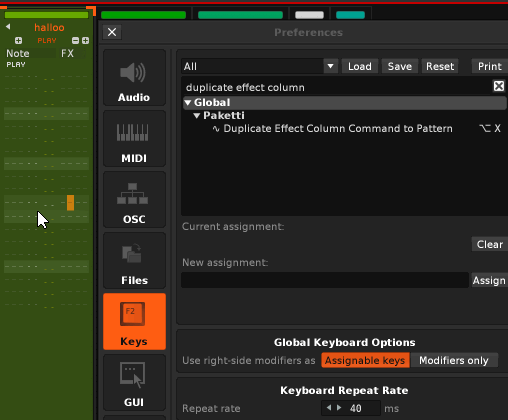 halloo
PLAY
Note FX
PLAY
Preferences
Audio
MIDI
OSC
Files
F2
Keys
GUI
All Load Save Reset Print
duplicate effect column
Global
Paketti
∿ Duplicate Effect Column Command to Pattern ⌥ X
Current assignment:
Clear
New assignment:
Assign
Global Keyboard Options
Use right-side modifiers as Assignable keys Modifiers only
Keyboard Repeat Rate
Repeat rate 40 ms